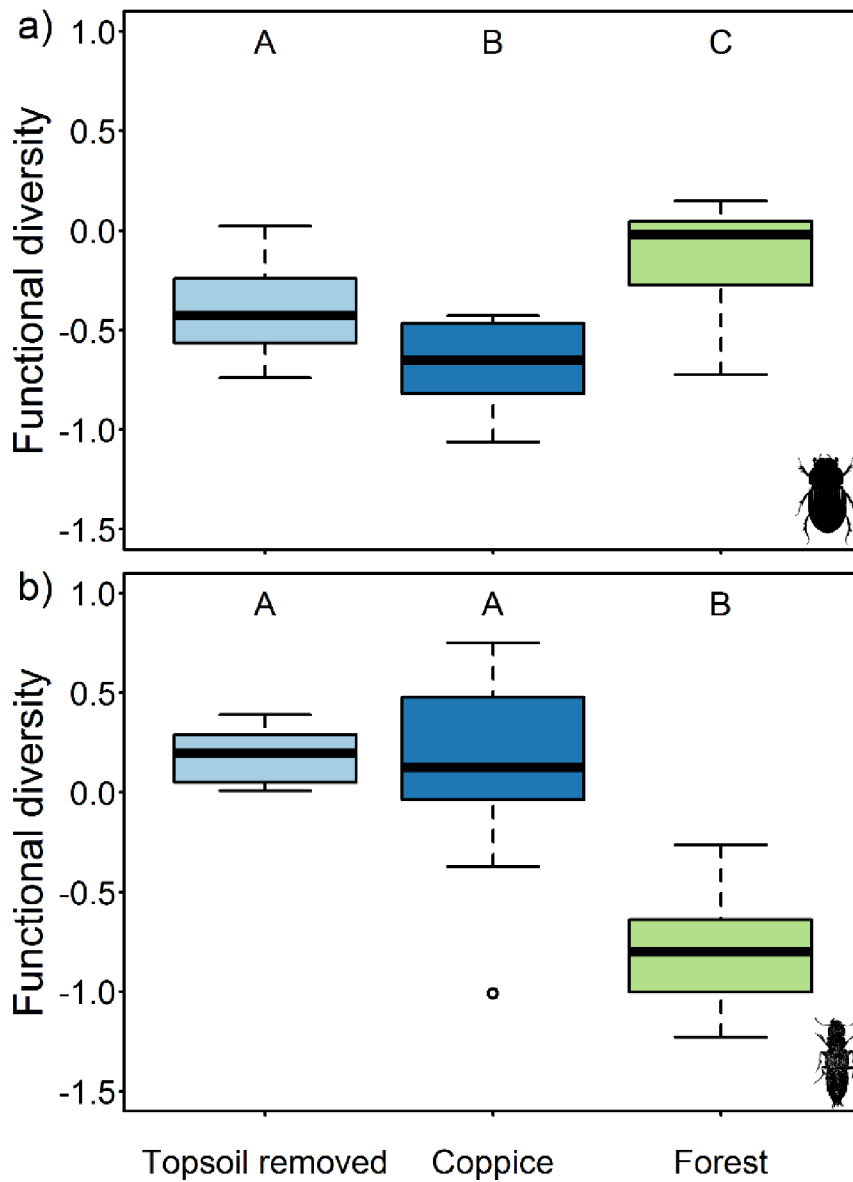 a)
A B C
1.0
0.5
0.0
-0.5
-1.0
-1.5
Functional diversity
b)
A A B
1.0
0.5
0.0
-0.5
-1.0
-1.5
Functional diversity
Topsoil removed Coppice Forest